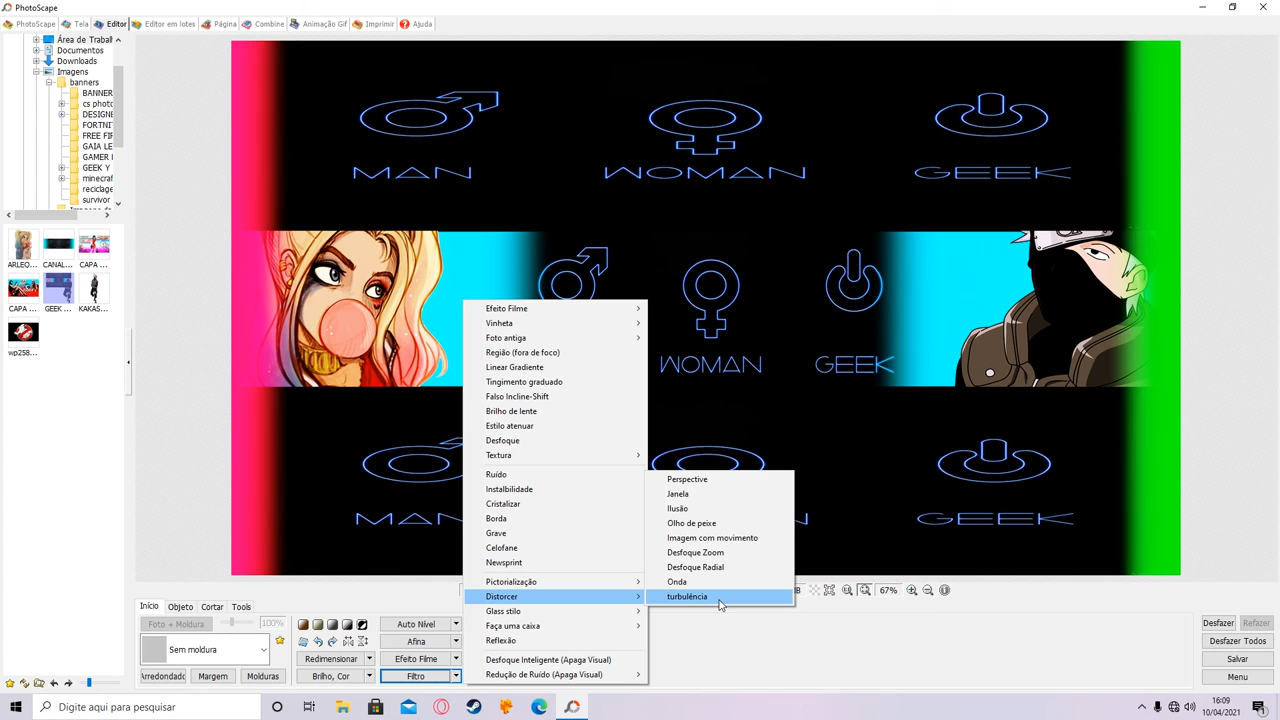 PhotoScape
PhotoScape
Tela
Editor
Editor em lotes
Página
Combine
Animação Gif
Imprimir
Ajuda
Área de Trabal
Documentos
Downloads
Imagens
banners
BANNER
cs photo
DESIGNE
FORTNIT
FREE FIF
GAIA LE
GAMER I
GEEK Y
minecraf
reciclage
survivor
ARLEQ...
CANAL...
CAPA ...
CAPA ...
GEEK ...
KAKAS...
wp258...
MAN
WOMAN
GEEK
WOMAN
GEEK
MAN
GEEK
Efeito Filme
Vinheta
Foto antiga
Região (fora de foco)
Linear Gradiente
Tingimento graduado
Falso Incline-Shift
Brilho de lente
Estilo atenuar
Desfoque
Textura
Ruído
Instalbilidade
Cristalizar
Borda
Grave
Celofane
Newsprint
Pictorialização
Distorcer
Glass stilo
Faça uma caixa
Reflexão
Desfoque Inteligente (Apaga Visual)
Redução de Ruído (Apaga Visual)
Perspective
Janela
Ilusão
Olho de peixe
Imagem com movimento
Desfoque Zoom
Desfoque Radial
Onda
turbulência
67%
Início
Objeto
Cortar
Tools
Foto + Moldura
100%
Sem moldura
Arredondado
Margem
Molduras
Redimensionar
Brilho, Cor
Auto Nível
Afina
Efeito Filme
Filtro
Desfazer
Refazer
Desfazer Todos
Salvar
Menu
Digite aqui para pesquisar
16:09
10/04/2021